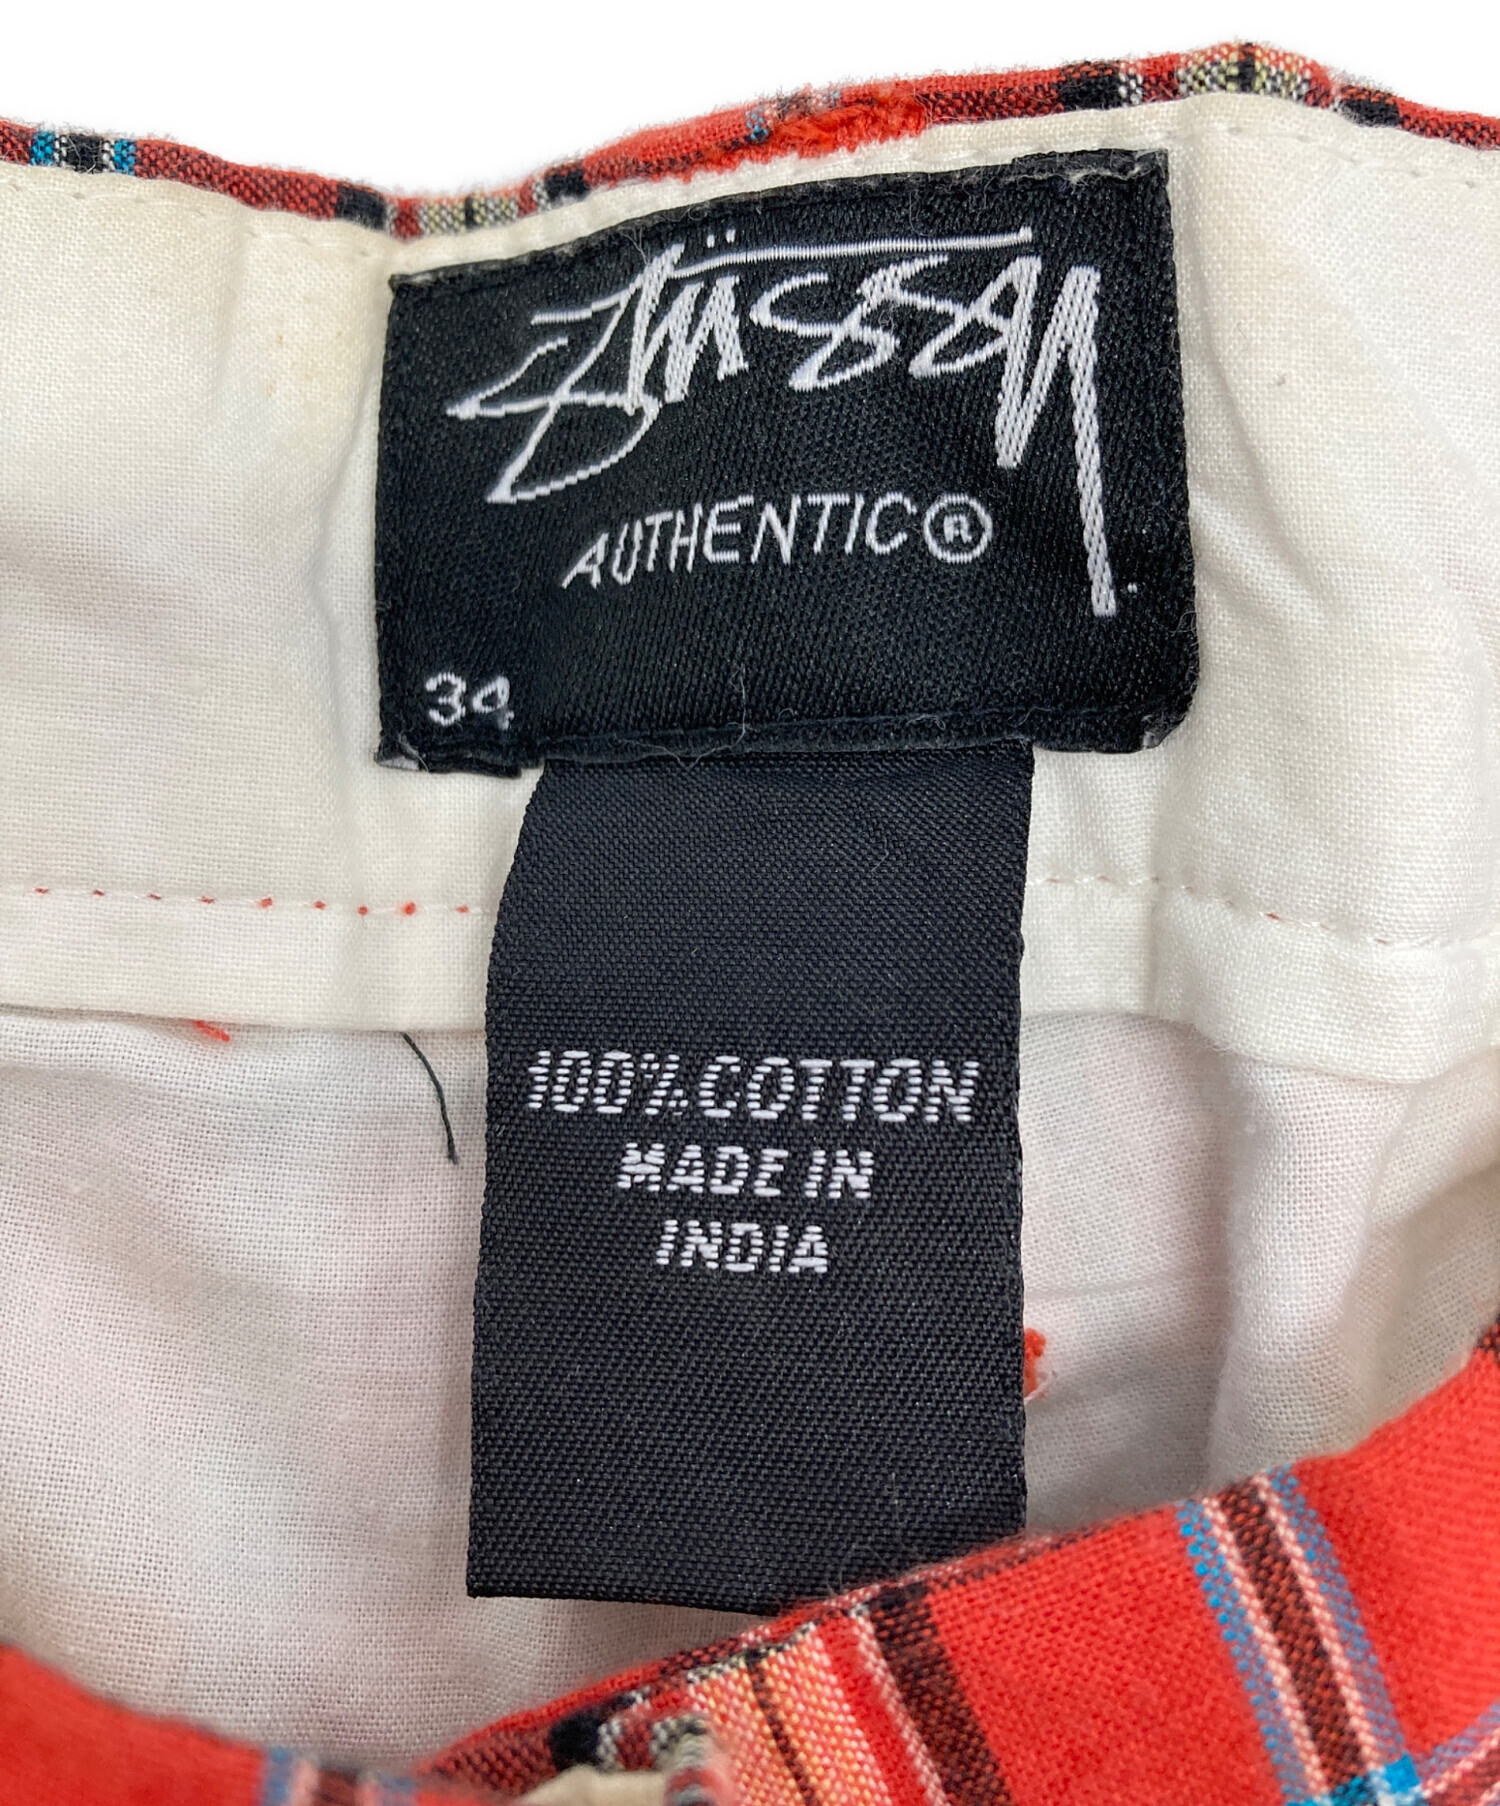 Stüssy
AUTHENTIC®
34
100% COTTON
MADE IN
INDIA